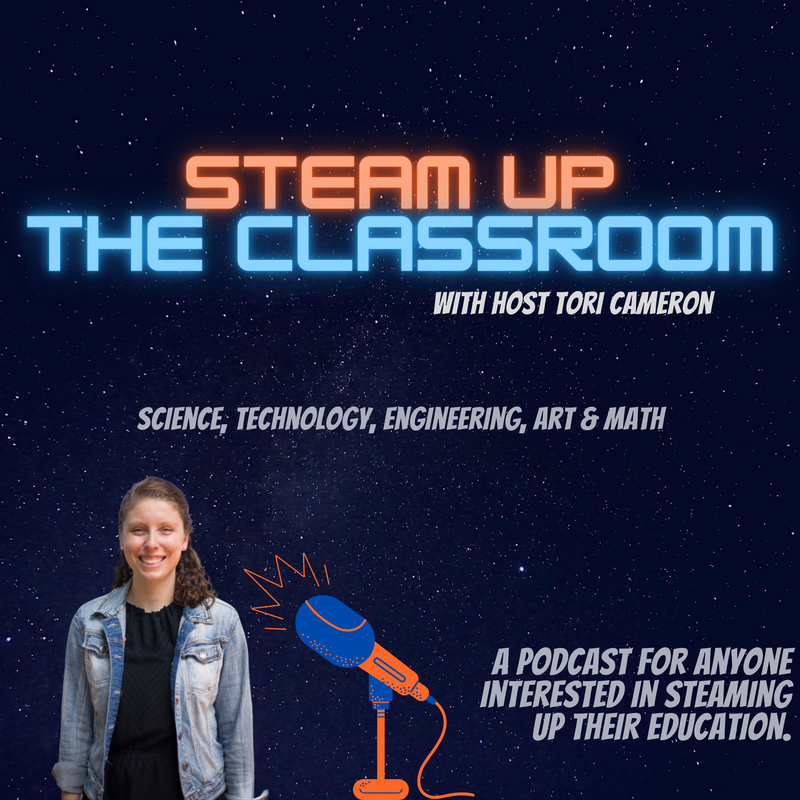 STEAM UP
THE CLASSROOM
WITH HOST TORI CAMERON
SCIENCE, TECHNOLOGY, ENGINEERING, ART & MATH
A PODCAST FOR ANYONE
INTERESTED IN STEAMING
UP THEIR EDUCATION.